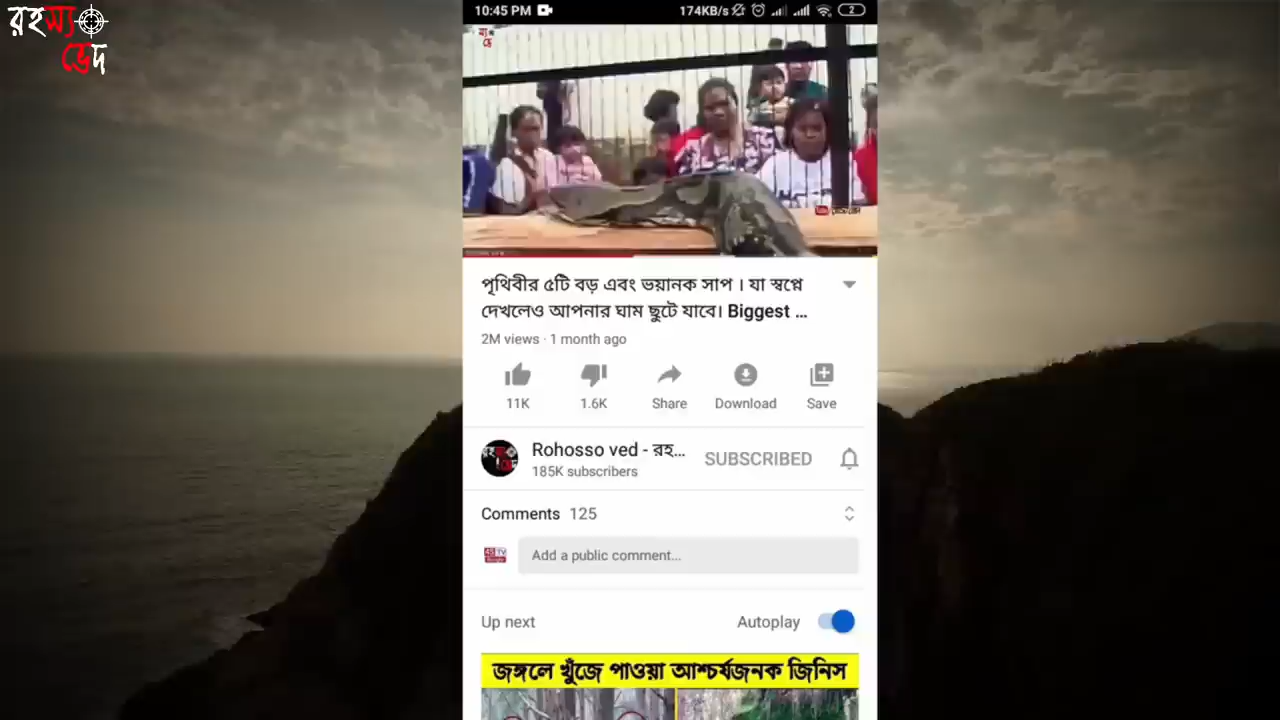 রহস্য
ভেদ
10:45 PM
174KB/s
2
পৃথিবীর ৫টি বড় এবং ভয়ানক সাপ । যা স্বপ্নে
দেখলেও আপনার ঘাম ছুটে যাবে। Biggest ...
2M views · 1 month ago
11K
1.6K
Share
Download
Save
Rohosso ved - রহ...
185K subscribers
SUBSCRIBED
Comments 125
Add a public comment...
Up next
Autoplay
জঙ্গলে খুঁজে পাওয়া আশ্চর্যজনক জিনিস